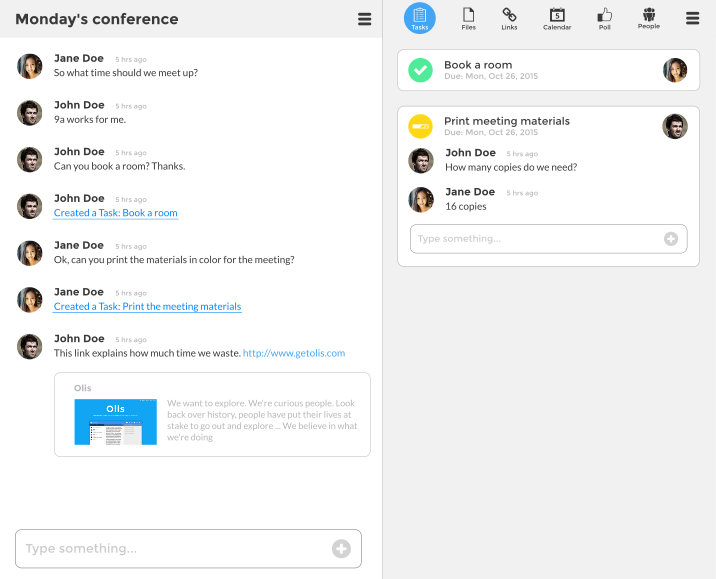 Monday's conference
Jane Doe 5 hrs ago
So what time should we meet up?
John Doe 5 hrs ago
9a works for me.
John Doe 5 hrs ago
Can you book a room? Thanks.
John Doe 5 hrs ago
Created a Task: Book a room
Jane Doe 5 hrs ago
Ok, can you print the materials in color for the meeting?
Jane Doe 5 hrs ago
Created a Task: Print the meeting materials
John Doe 5 hrs ago
This link explains how much time we waste. http://www.getolis.com
Olis
Olis
We want to explore. We're curious people. Look
back over history, people have put their lives at
stake to go out and explore ... We believe in what
we're doing
Type something...
Tasks Files Links 5 Calendar Poll People
Book a room
Due: Mon, Oct 26, 2015
Print meeting materials
Due: Mon, Oct 26, 2015
John Doe 5 hrs ago
How many copies do we need?
Jane Doe 5 hrs ago
16 copies
Type something...